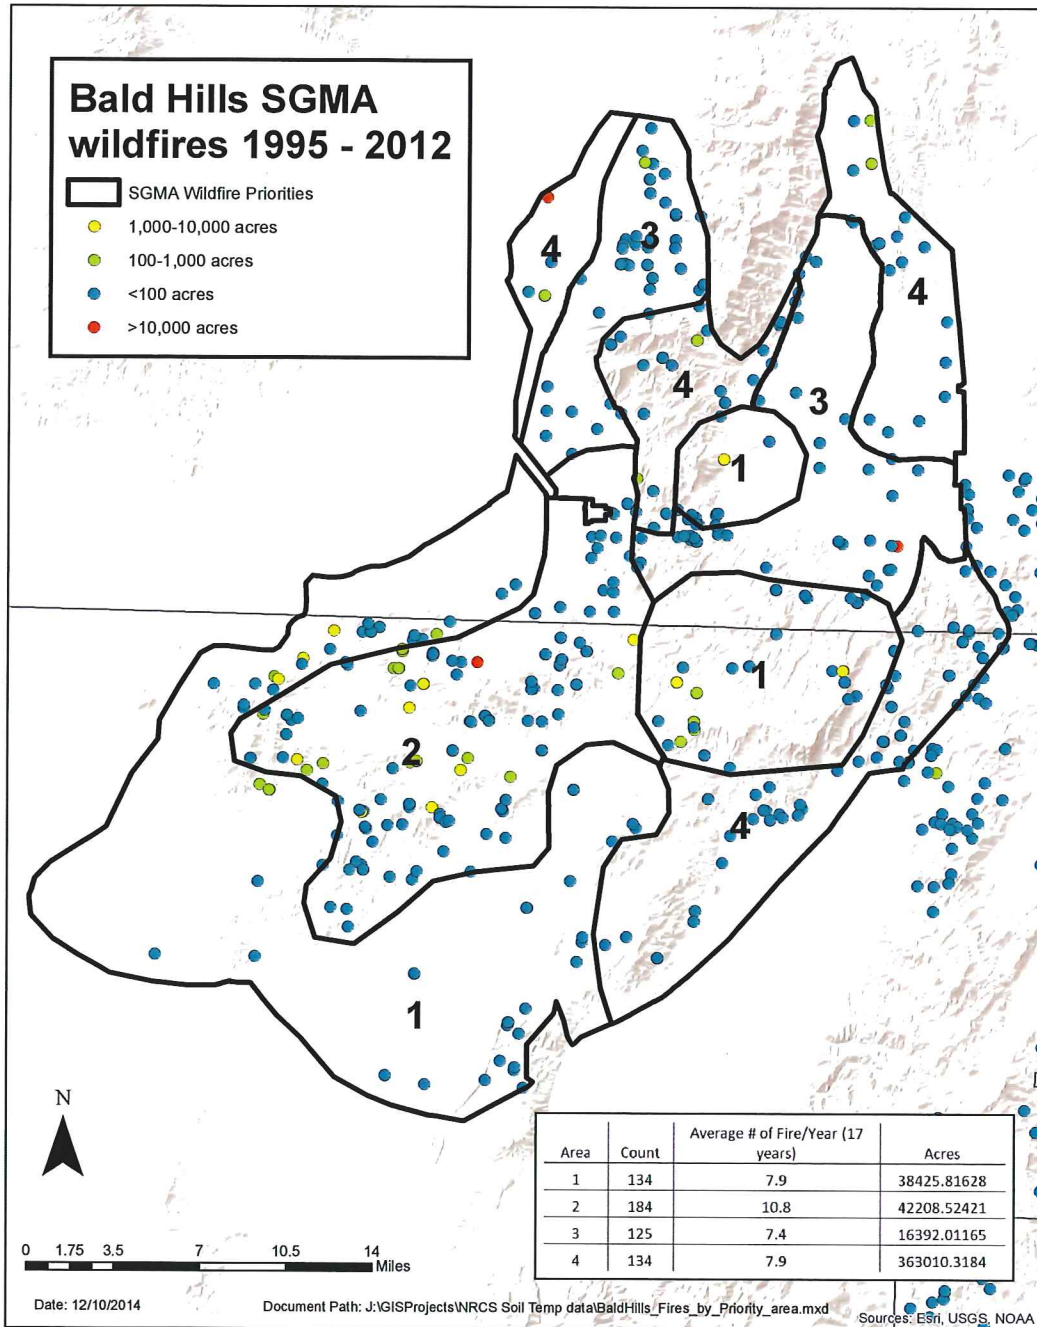 Bald Hills SGMA
wildfires 1995 - 2012
SGMA Wildfire Priorities
1,000-10,000 acres
100-1,000 acres
<100 acres
>10,000 acres
4
3
4
4
3
1
1
2
4
1
N
0 1.75 3.5 7 10.5 14
Miles
Area Count Average # of Fire/Year (17 years) Acres
1 134 7.9 38425.81628
2 184 10.8 42208.52421
3 125 7.4 16392.01165
4 134 7.9 363010.3184
Date: 12/10/2014
Document Path: J:\GISProjects\NRCS Soil Temp data\BaldHills_Fires_by_Priority_area.mxd
Sources: Esri, USGS, NOAA